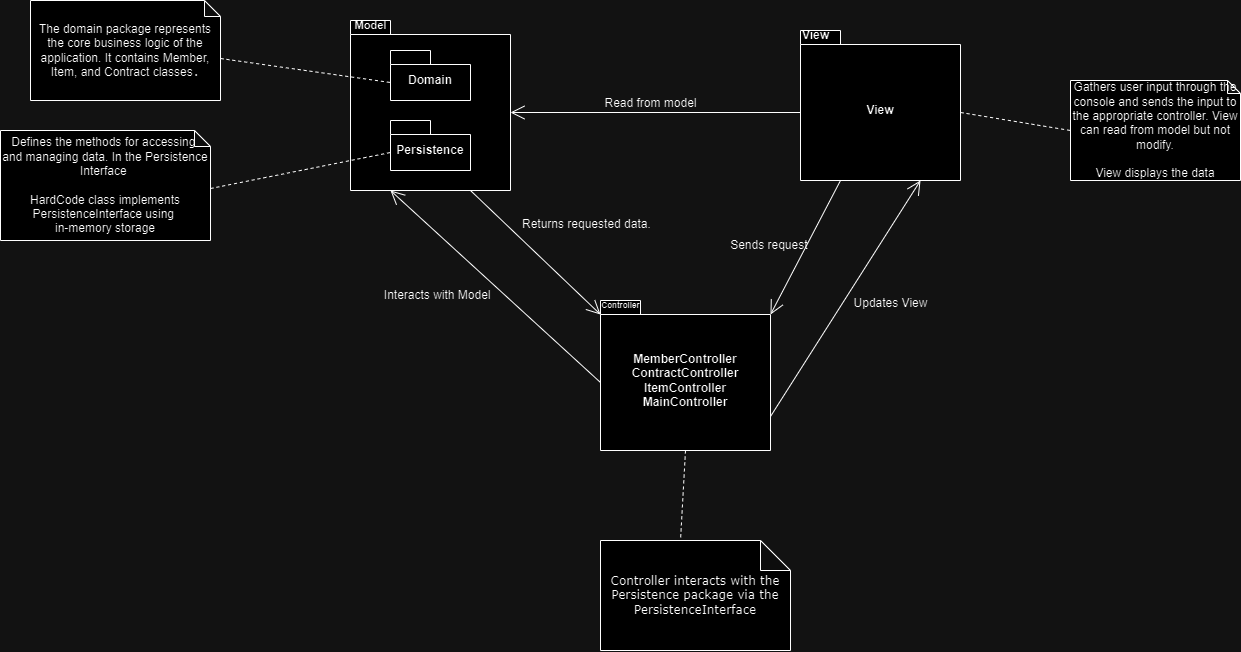 The domain package represents
the core business logic of the
application. It contains Member,
Item, and Contract classes.
Model
Domain
Persistence
View
View
Read from model
Gathers user input through the
console and sends the input to
the appropriate controller. View
can read from model but not
modify.
View displays the data
Defines the methods for accessing
and managing data. In the Persistence
Interface
HardCode class implements
PersistenceInterface using
in-memory storage
Returns requested data.
Sends request
Interacts with Model
Updates View
Controller
MemberController
ContractController
ItemController
MainController
Controller interacts with the
Persistence package via the
PersistenceInterface